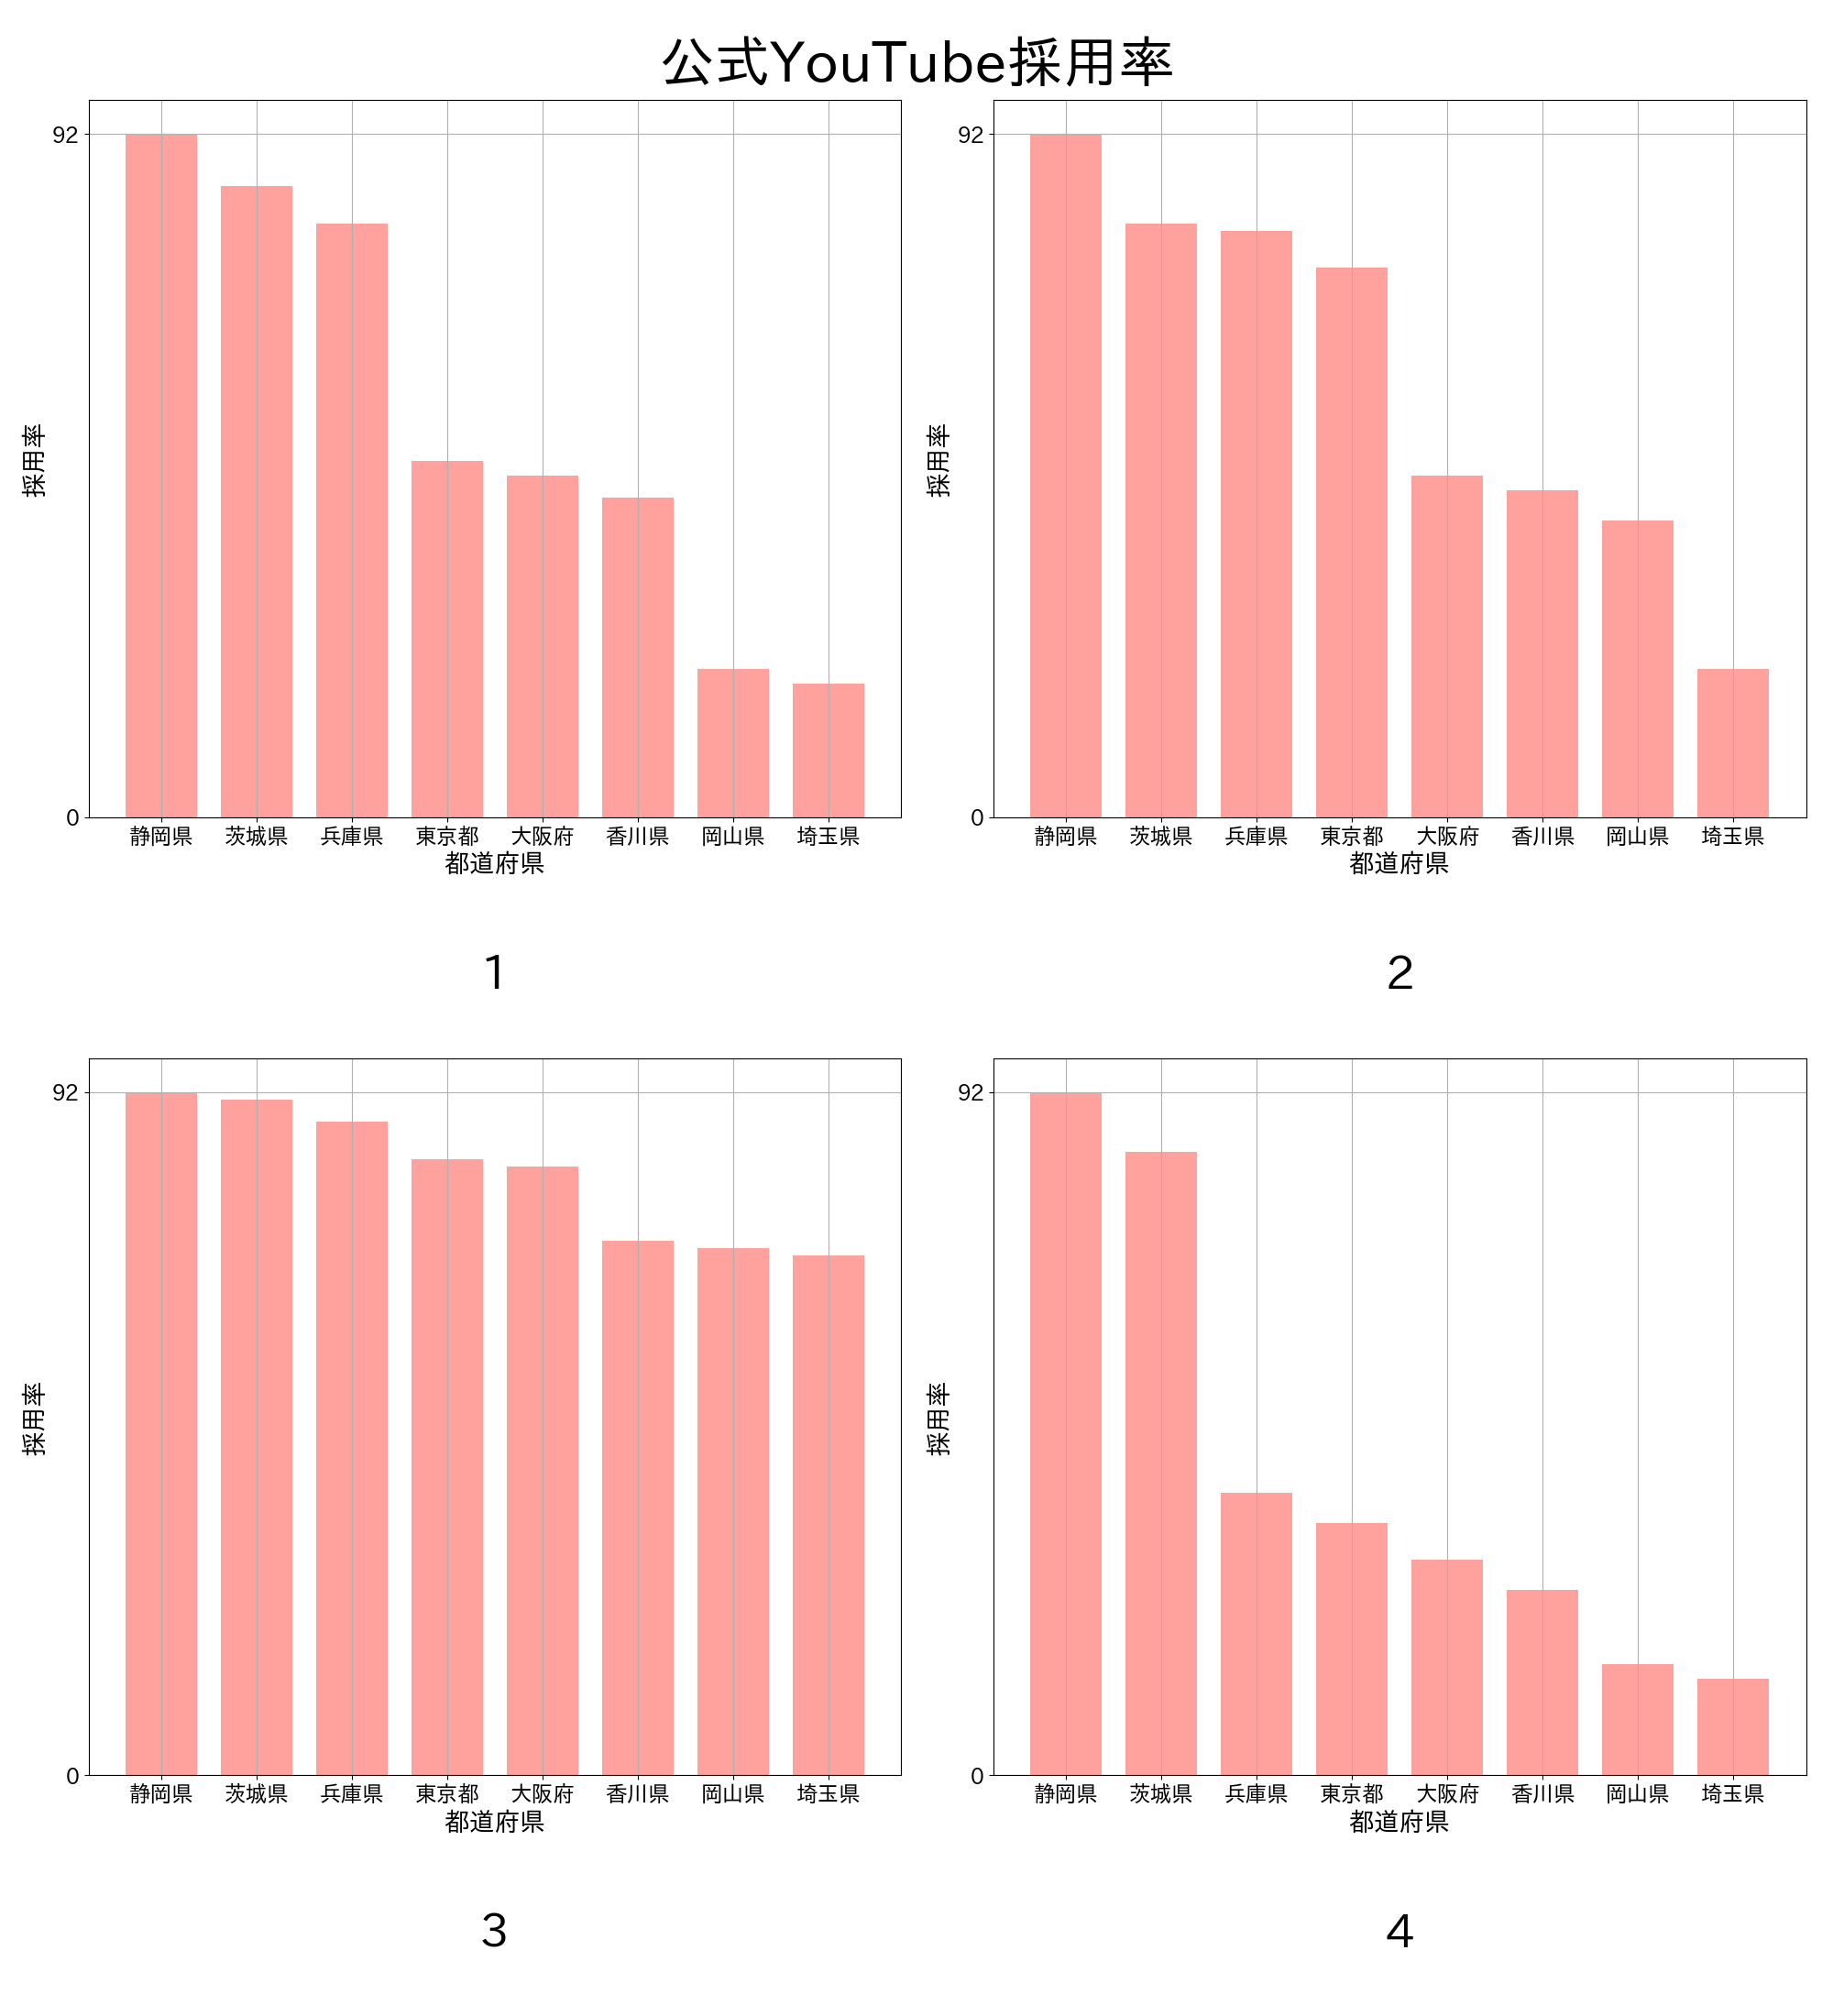 公式YouTube採用率
92
0
採用率
静岡県 茨城県 兵庫県 東京都 大阪府 香川県 岡山県 埼玉県
都道府県
1
92
0
採用率
静岡県 茨城県 兵庫県 東京都 大阪府 香川県 岡山県 埼玉県
都道府県
2
92
0
採用率
静岡県 茨城県 兵庫県 東京都 大阪府 香川県 岡山県 埼玉県
都道府県
3
92
0
採用率
静岡県 茨城県 兵庫県 東京都 大阪府 香川県 岡山県 埼玉県
都道府県
4